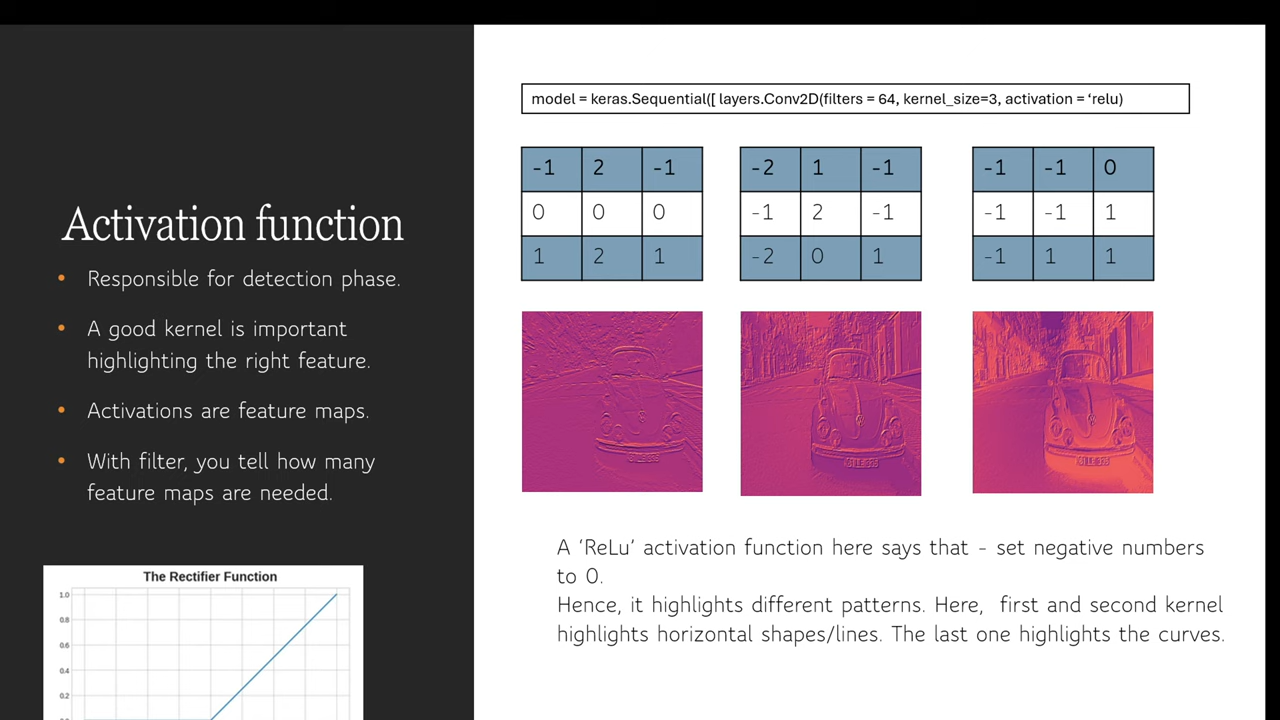 Activation function
• Responsible for detection phase.
• A good kernel is important
highlighting the right feature.
• Activations are feature maps.
• With filter, you tell how many
feature maps are needed.
The Rectifier Function
1.0
0.8
0.6
0.4
0.2
model = keras.Sequential([ layers.Conv2D(filters = 64, kernel_size=3, activation = ‘relu)
-1 2 -1
0 0 0
1 2 1
-2 1 -1
-1 2 -1
-2 0 1
-1 -1 0
-1 -1 1
-1 1 1
A ‘ReLu’ activation function here says that - set negative numbers
to 0.
Hence, it highlights different patterns. Here, first and second kernel
highlights horizontal shapes/lines. The last one highlights the curves.